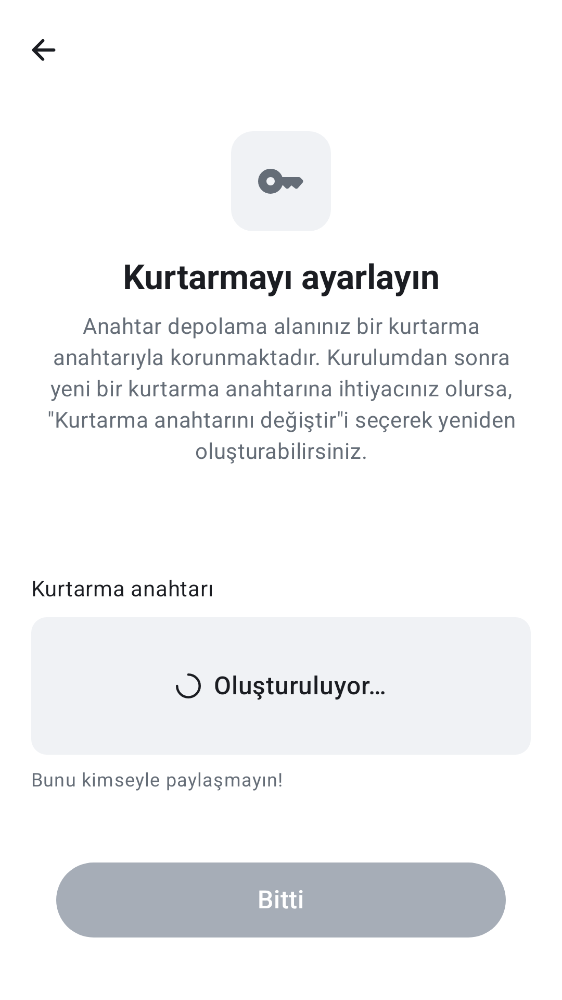 Kurtarmayı ayarlayın
Anahtar depolama alanınız bir kurtarma
anahtarıyla korunmaktadır. Kurulumdan sonra
yeni bir kurtarma anahtarına ihtiyacınız olursa,
"Kurtarma anahtarını değiştir"i seçerek yeniden
oluşturabilirsiniz.
Kurtarma anahtarı
Oluşturuluyor…
Bunu kimseyle paylaşmayın!
Bitti